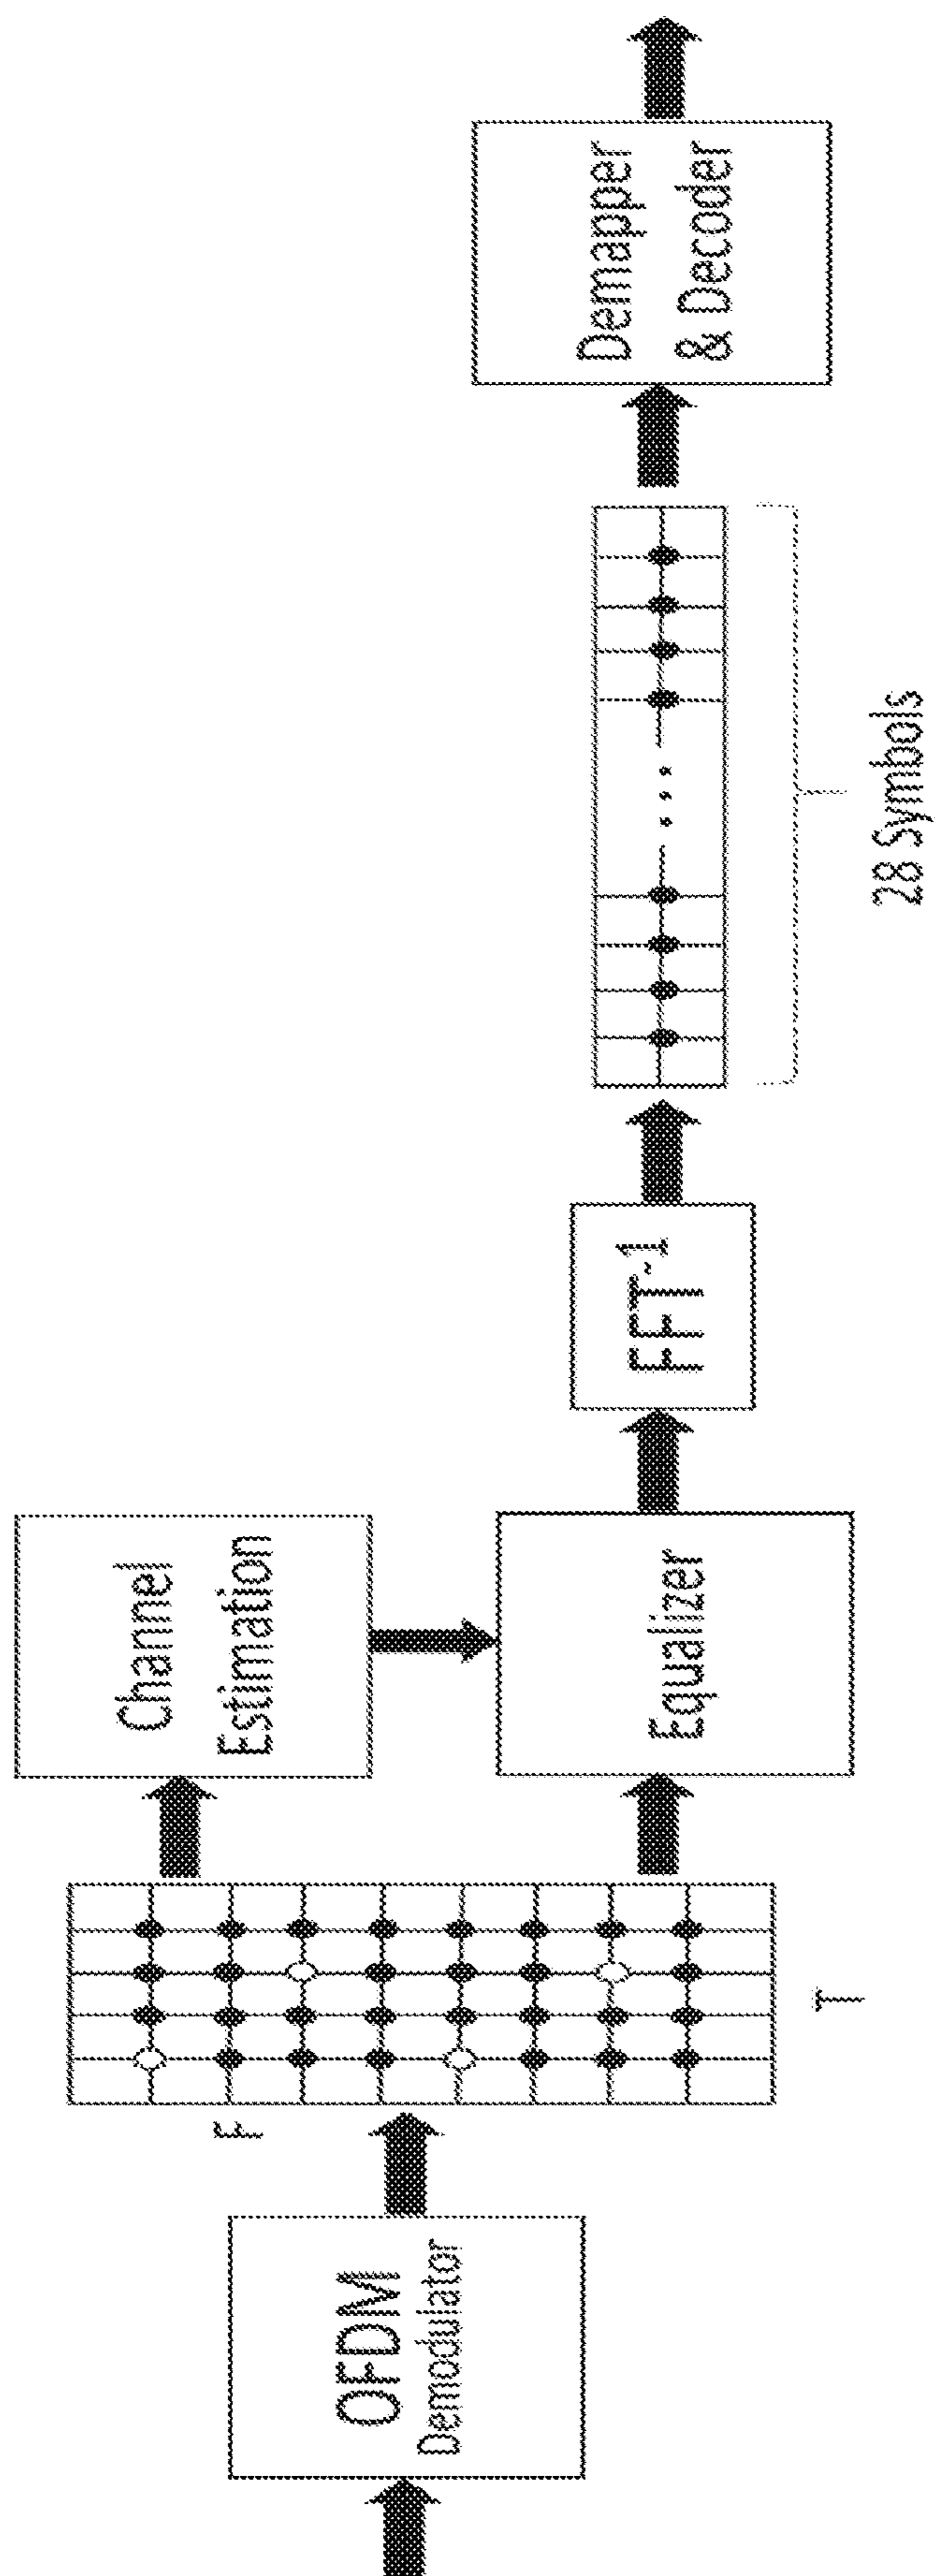 OFDM
Demodulator
F
T
Channel
Estimation
Equalizer
FFT-1
28 Symbols
Demapper
& Decoder